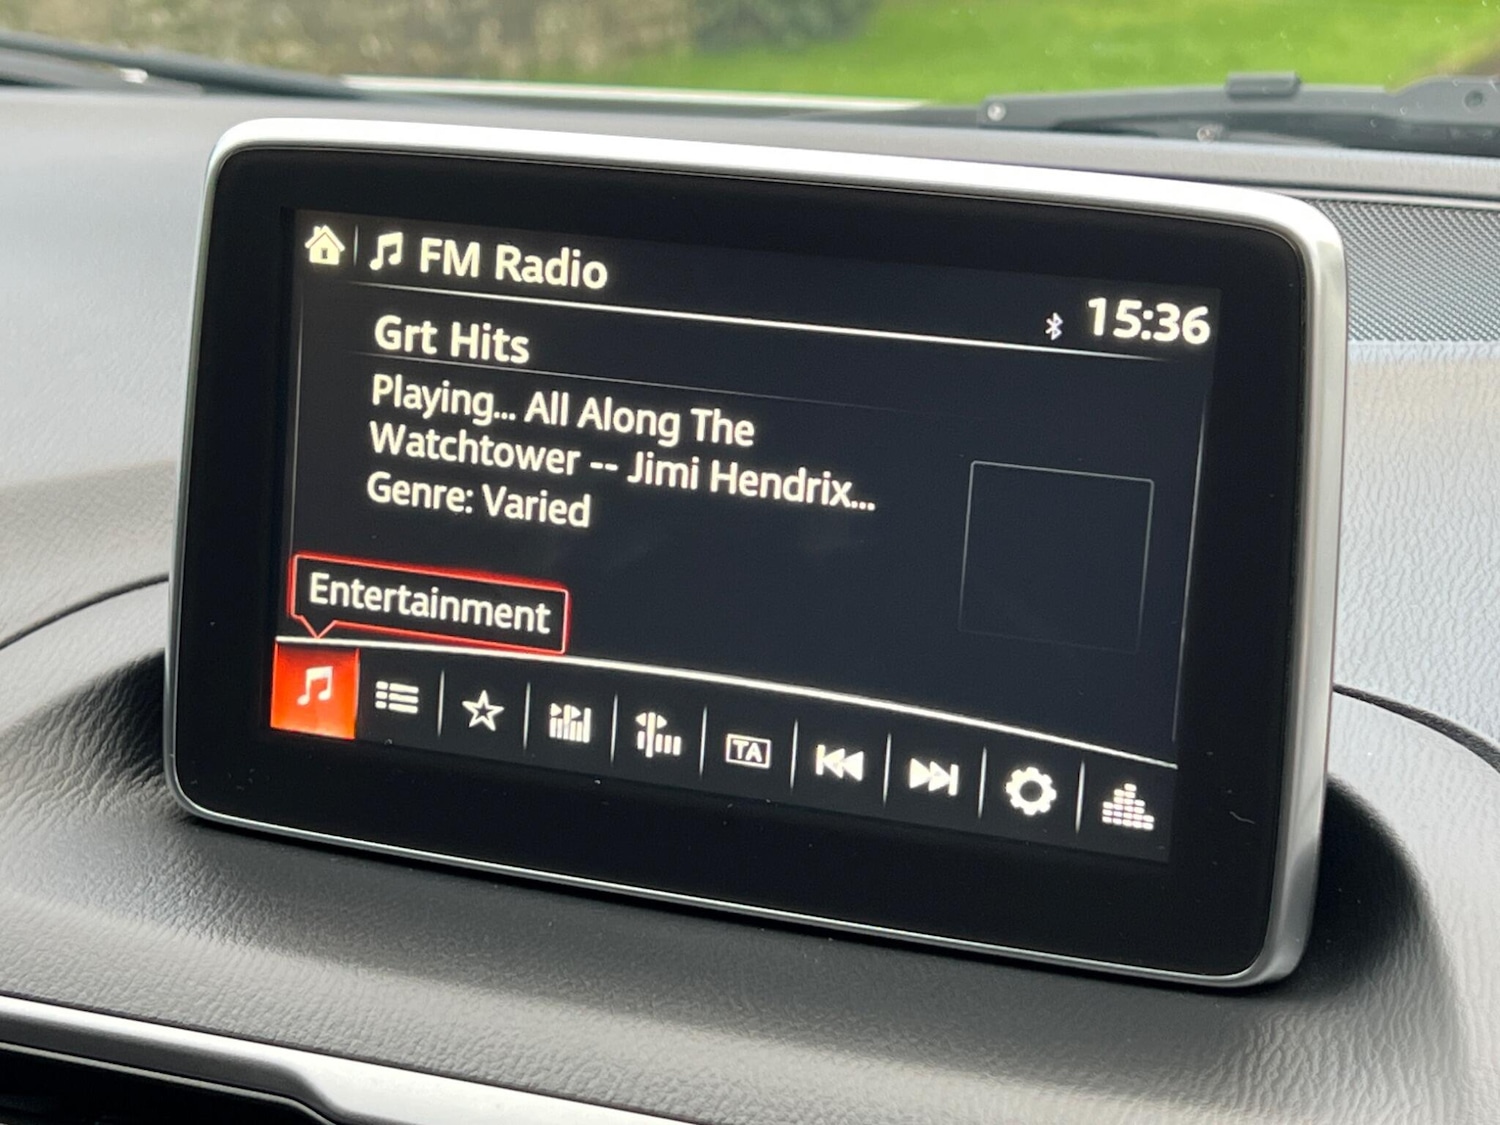 FM Radio
15:36
Grt Hits
Playing... All Along The
Watchtower -- Jimi Hendrix...
Genre: Varied
Entertainment
TA